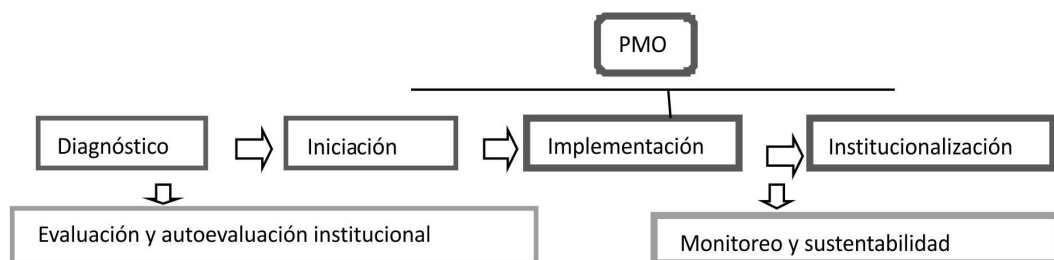 PMO
Diagnóstico
Iniciación
Implementación
Institucionalización
Evaluación y autoevaluación institucional
Monitoreo y sustentabilidad